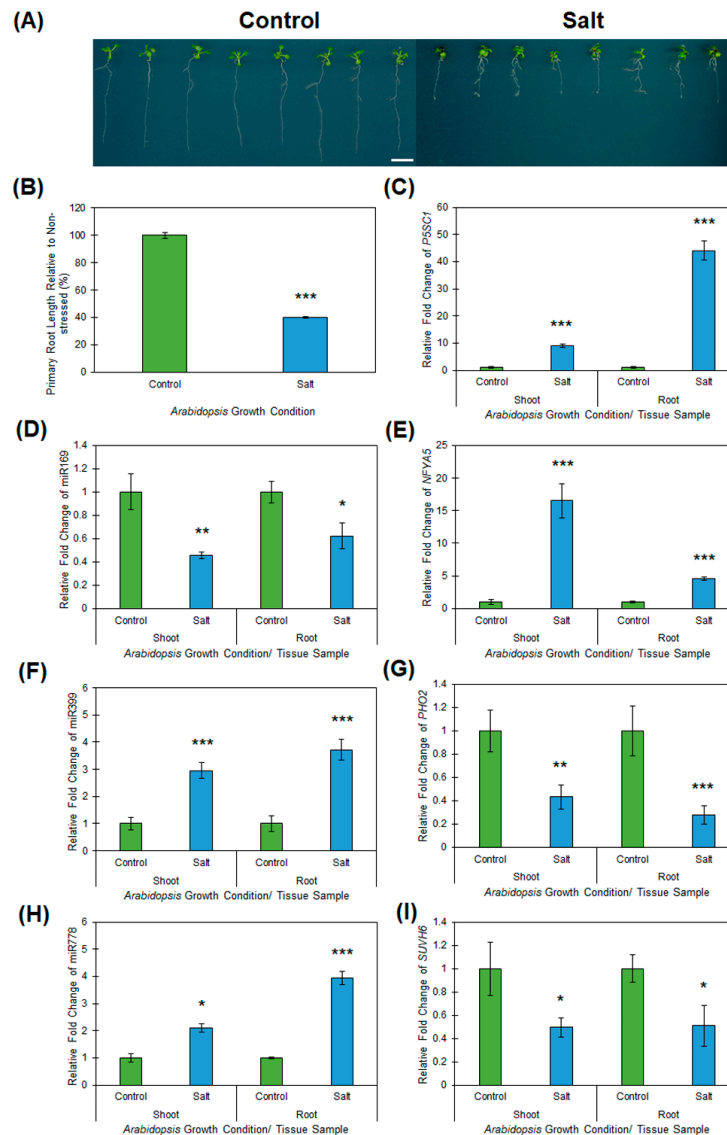 (A)
Control Salt
(B)
Primary Root Length Relative to Non-
stressed (%)
120
100
80
60
40
20
0
***
Control Salt
Arabidopsis Growth Condition
(C)
Relative Fold Change of P5SC1
60
50
40
30
20
10
0
***
***
Control Salt Control Salt
Shoot Root
Arabidopsis Growth Condition/ Tissue Sample
(D)
Relative Fold Change of miR169
1.4
1.2
1
0.8
0.6
0.4
0.2
0
**
*
Control Salt Control Salt
Shoot Root
Arabidopsis Growth Condition/ Tissue Sample
(E)
Relative Fold Change of NFYA5
25
20
15
10
5
0
***
***
Control Salt Control Salt
Shoot Root
Arabidopsis Growth Condition/ Tissue Sample
(F)
Relative Fold Change of miR399
6
5
4
3
2
1
0
***
***
Control Salt Control Salt
Shoot Root
Arabidopsis Growth Condition/ Tissue Sample
(G)
Relative Fold Change of PHO2
1.4
1.2
1
0.8
0.6
0.4
0.2
0
**
***
Control Salt Control Salt
Shoot Root
Arabidopsis Growth Condition/ Tissue Sample
(H)
Relative Fold Change of miR778
6
5
4
3
2
1
0
*
***
Control Salt Control Salt
Shoot Root
Arabidopsis Growth Condition/ Tissue Sample
(I)
Relative Fold Change of SUVH6
1.4
1.2
1
0.8
0.6
0.4
0.2
0
*
*
Control Salt Control Salt
Shoot Root
Arabidopsis Growth Condition/ Tissue Sample